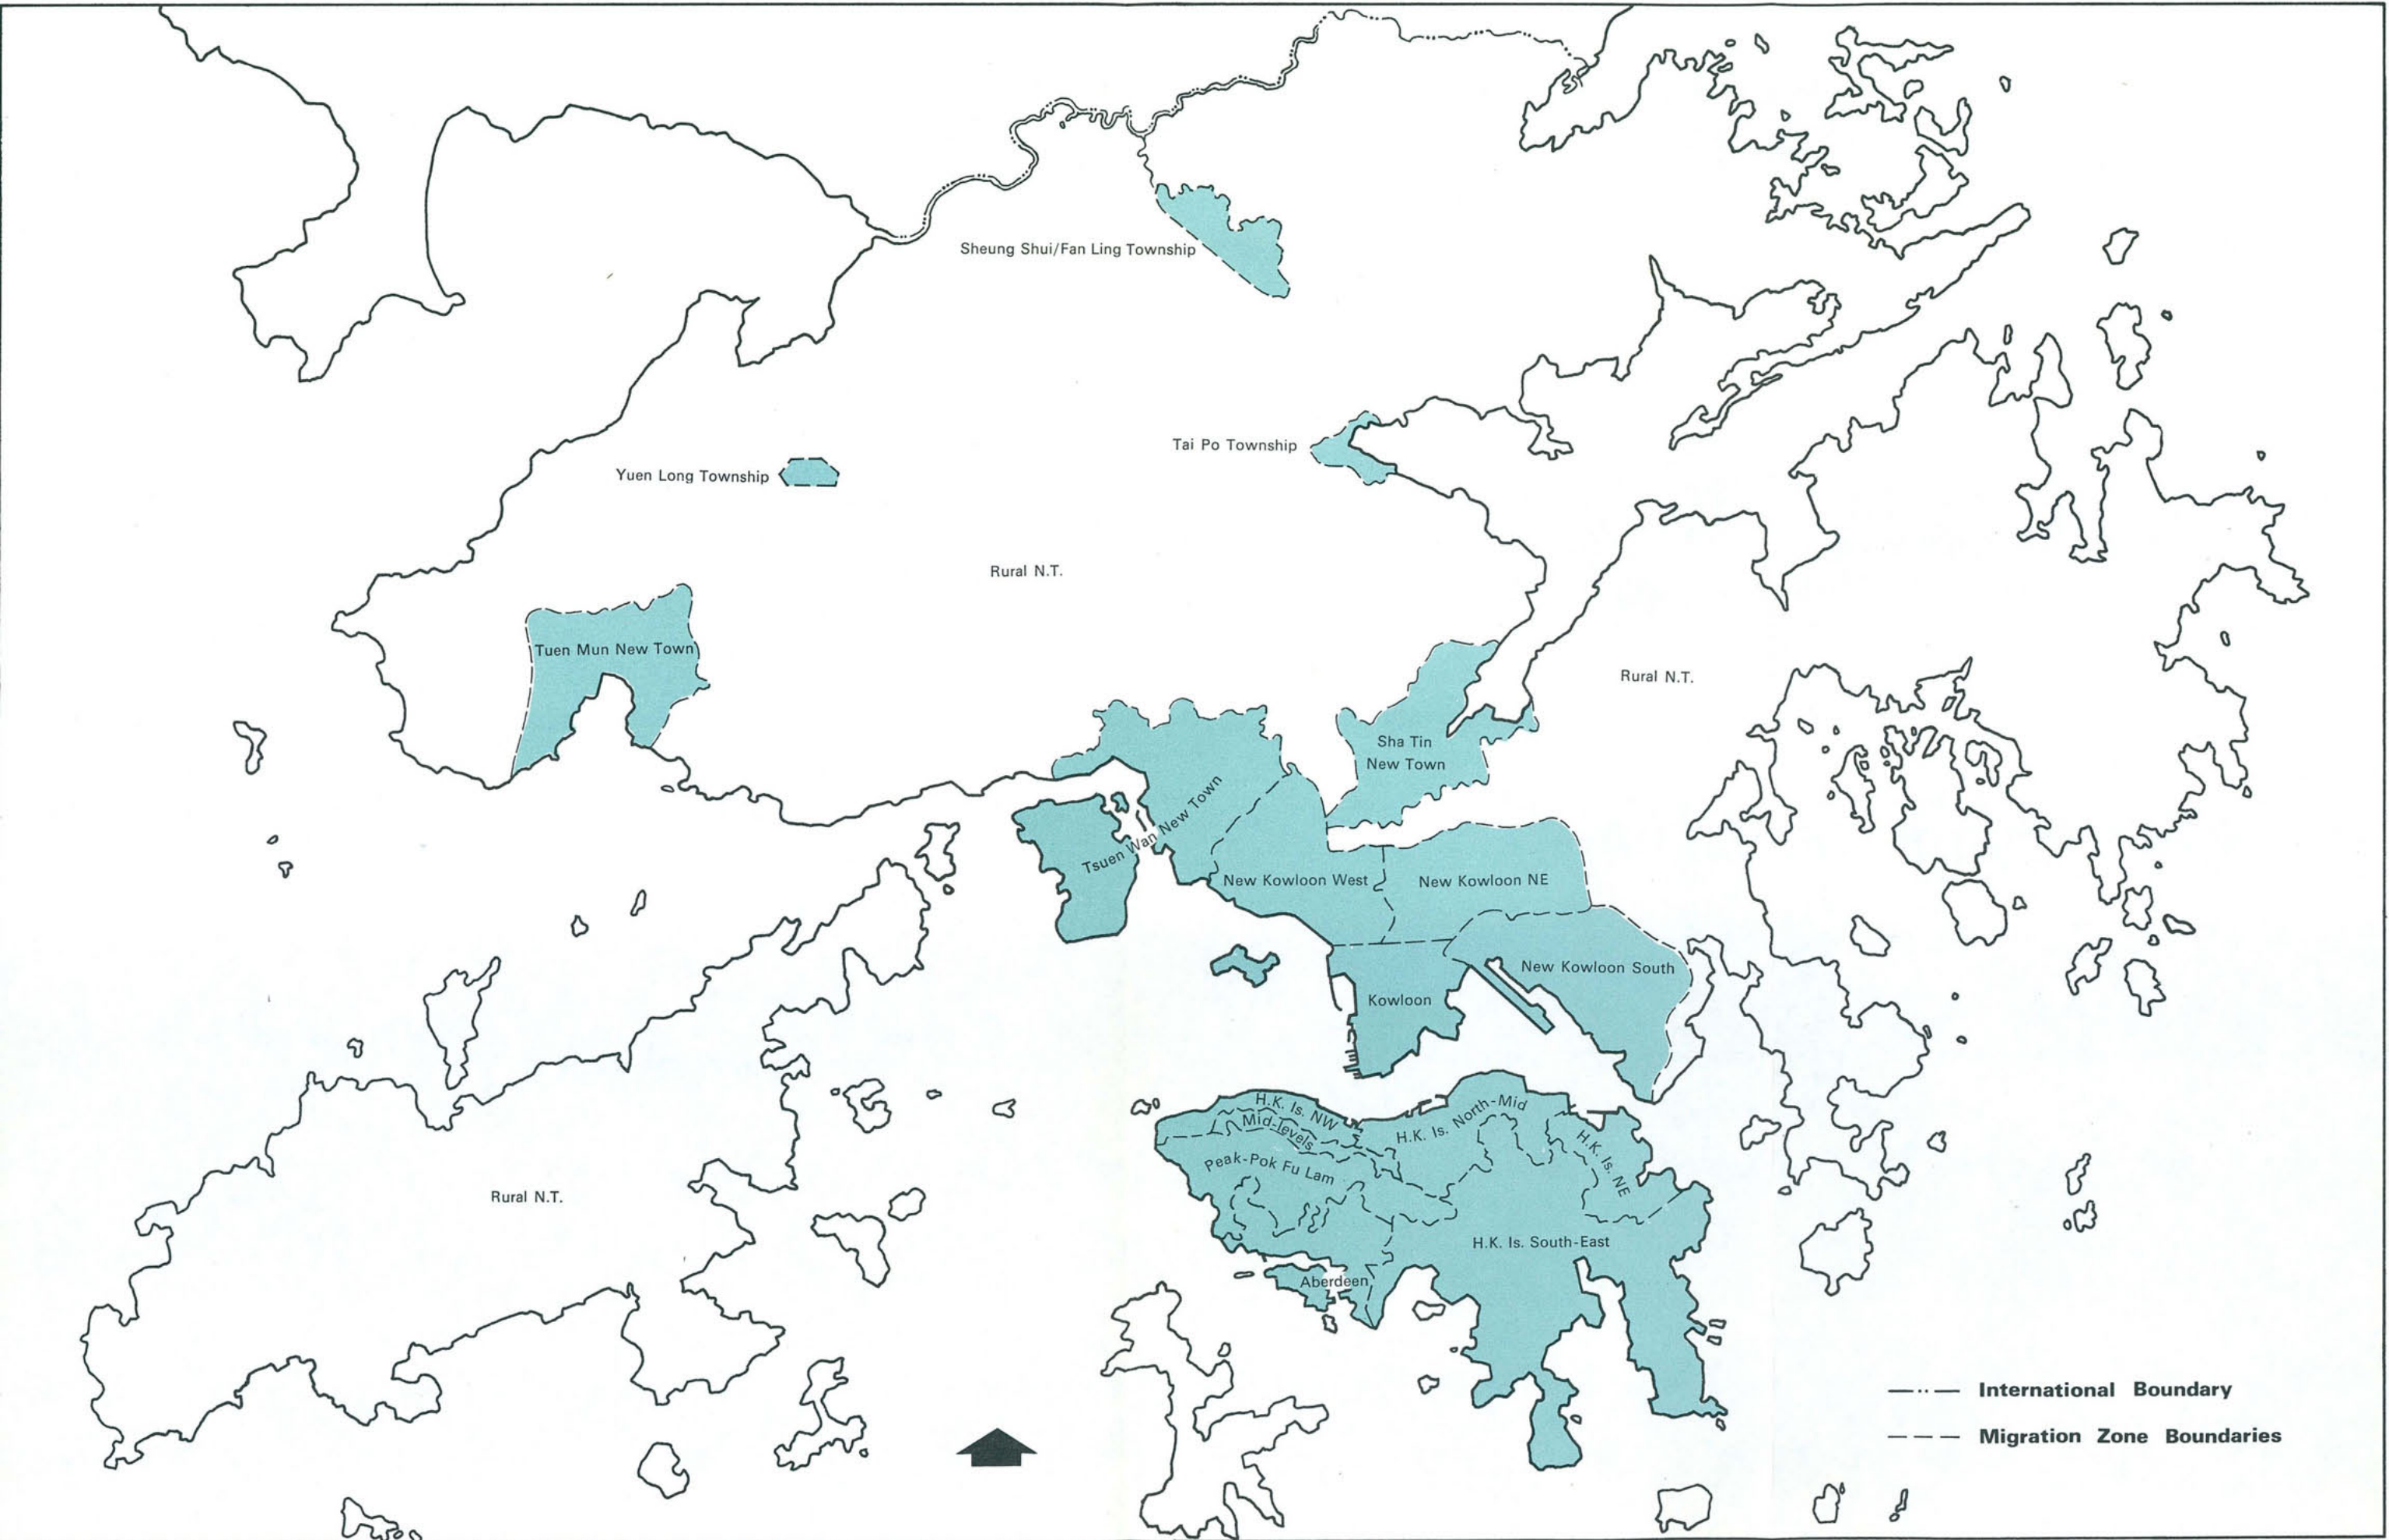 Sheung Shui/Fan Ling Township
Tai Po Township
Yuen Long Township
Rural N.T.
Tuen Mun New Town
Rural N.T.
Sha Tin
New Town
Tsuen Wan New Town
New Kowloon West
New Kowloon NE
New Kowloon South
Kowloon
H.K. Is. NW
Mid-levels
H.K. Is. North-Mid
H.K. Is. NE
Peak-Pok Fu Lam
Rural N.T.
H.K. Is. South-East
Aberdeen
International Boundary
Migration Zone Boundaries